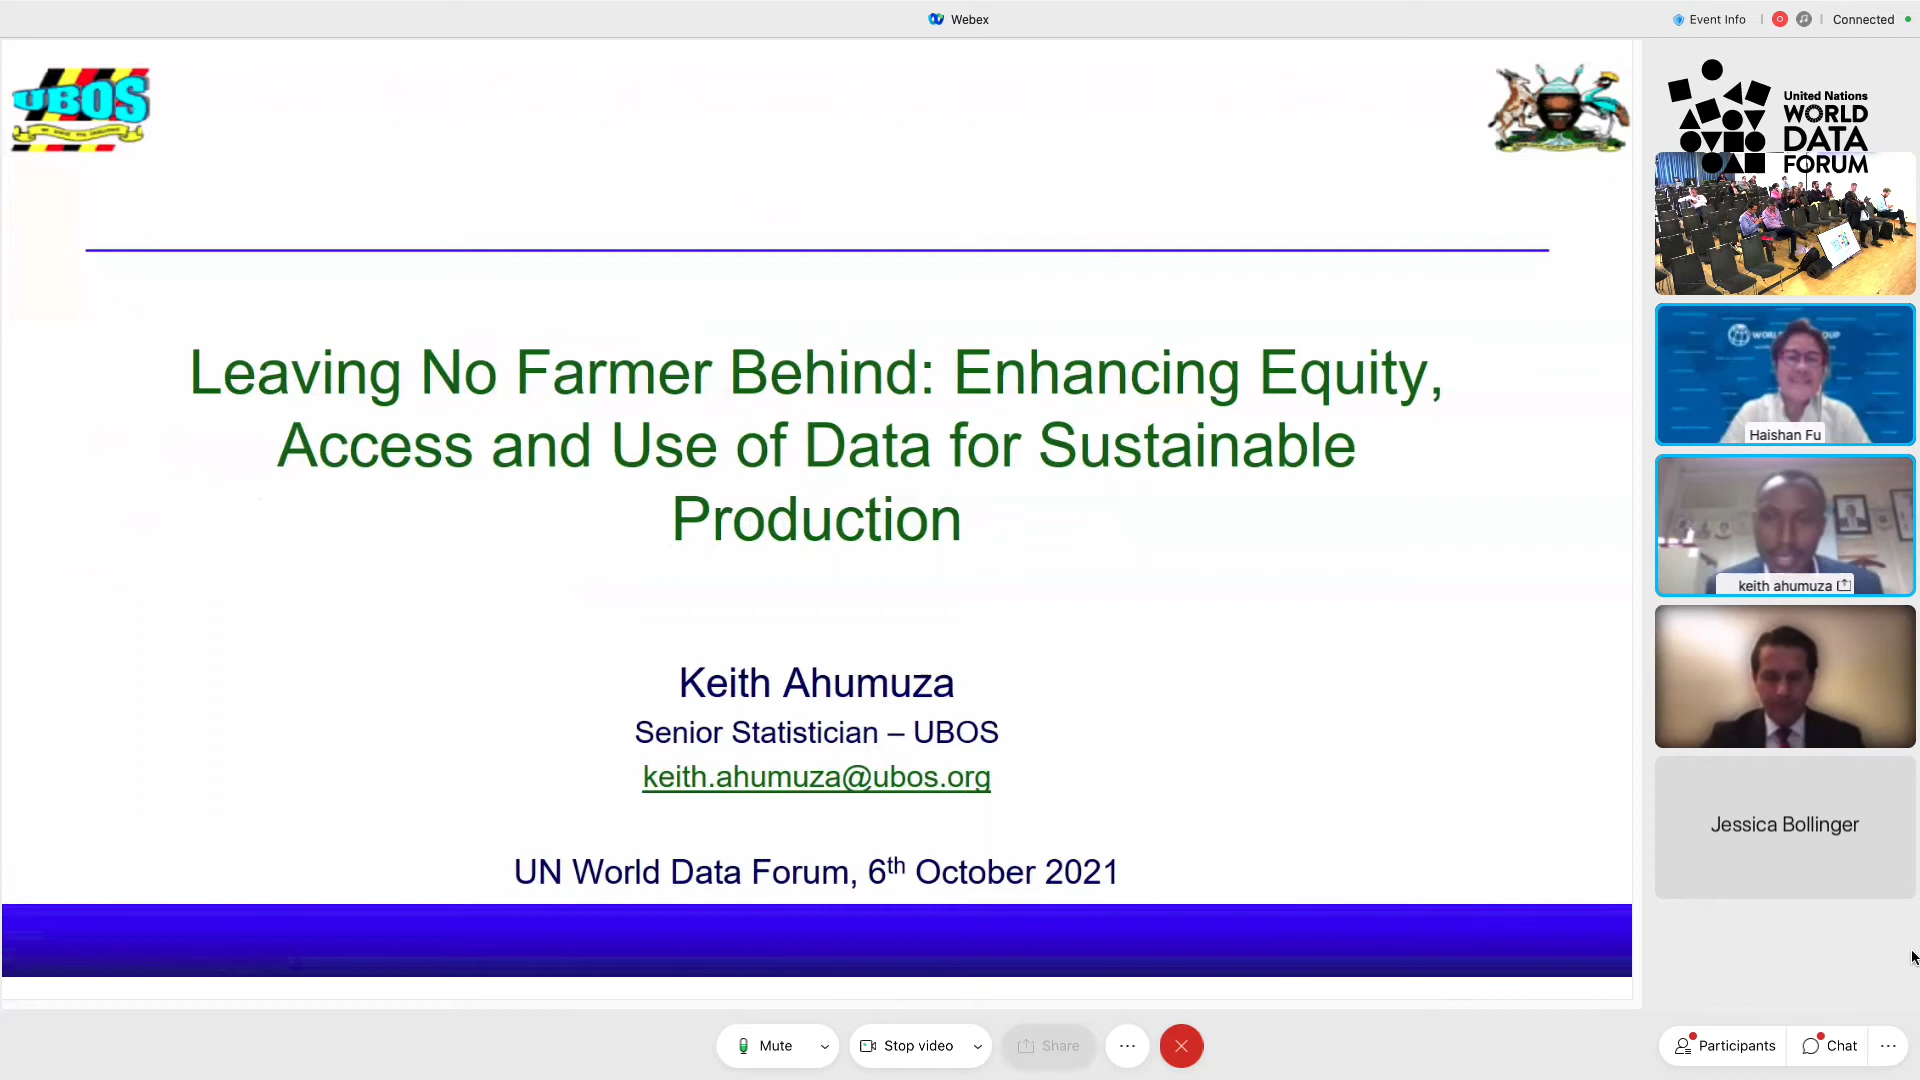 Webex
Event Info
Connected
UBOS
United Nations
WORLD
DATA
FORUM
Leaving No Farmer Behind: Enhancing Equity,
Access and Use of Data for Sustainable
Production
Keith Ahumuza
Senior Statistician – UBOS
keith.ahumuza@ubos.org
UN World Data Forum, 6th October 2021
Haishan Fu
keith ahumuza
Jessica Bollinger
Mute
Stop video
Share
Participants
Chat